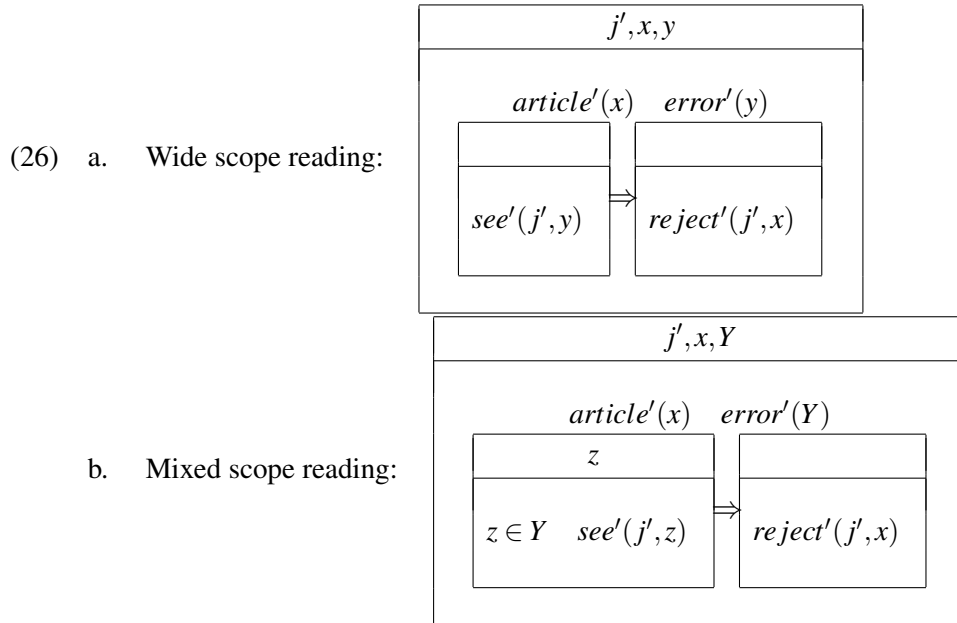 j′, x, y
article′(x) error′(y)
(26) a. Wide scope reading:
see′(j′, y) ⇒ reject′(j′, x)
j′, x, Y
article′(x) error′(Y)
b. Mixed scope reading:
z
z ∈ Y see′(j′, z) ⇒ reject′(j′, x)